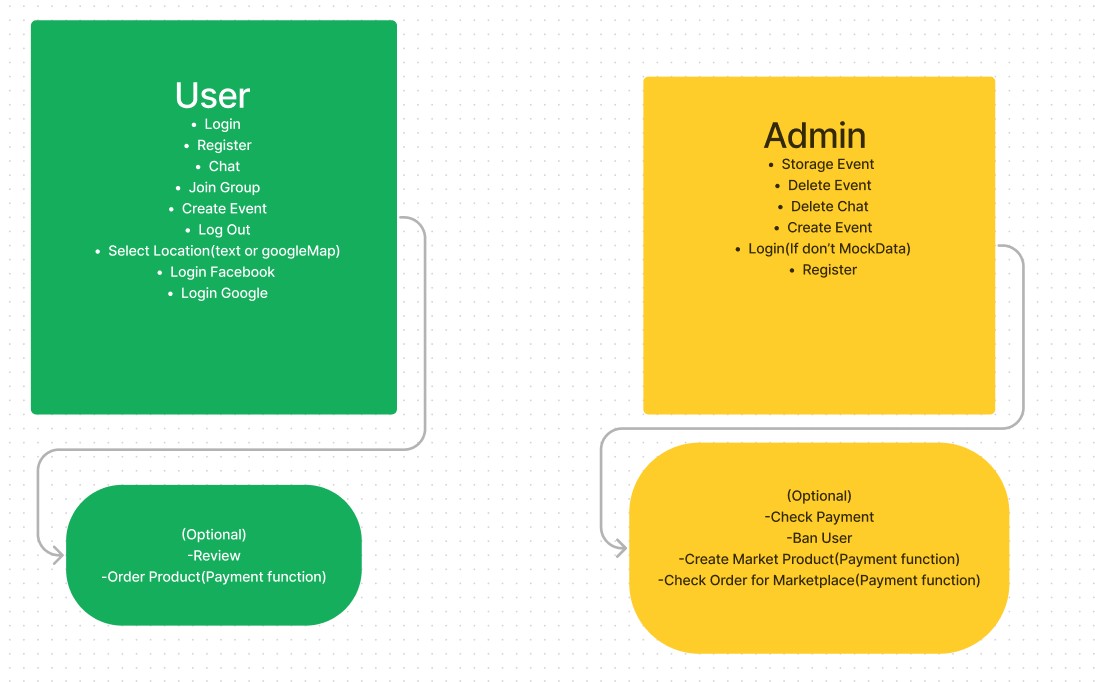 User
• Login
• Register
• Chat
• Join Group
• Create Event
• Log Out
• Select Location(text or googleMap)
• Login Facebook
• Login Google
(Optional)
-Review
-Order Product(Payment function)
Admin
• Storage Event
• Delete Event
• Delete Chat
• Create Event
• Login(If don't MockData)
• Register
(Optional)
-Check Payment
-Ban User
-Create Market Product(Payment function)
-Check Order for Marketplace(Payment function)